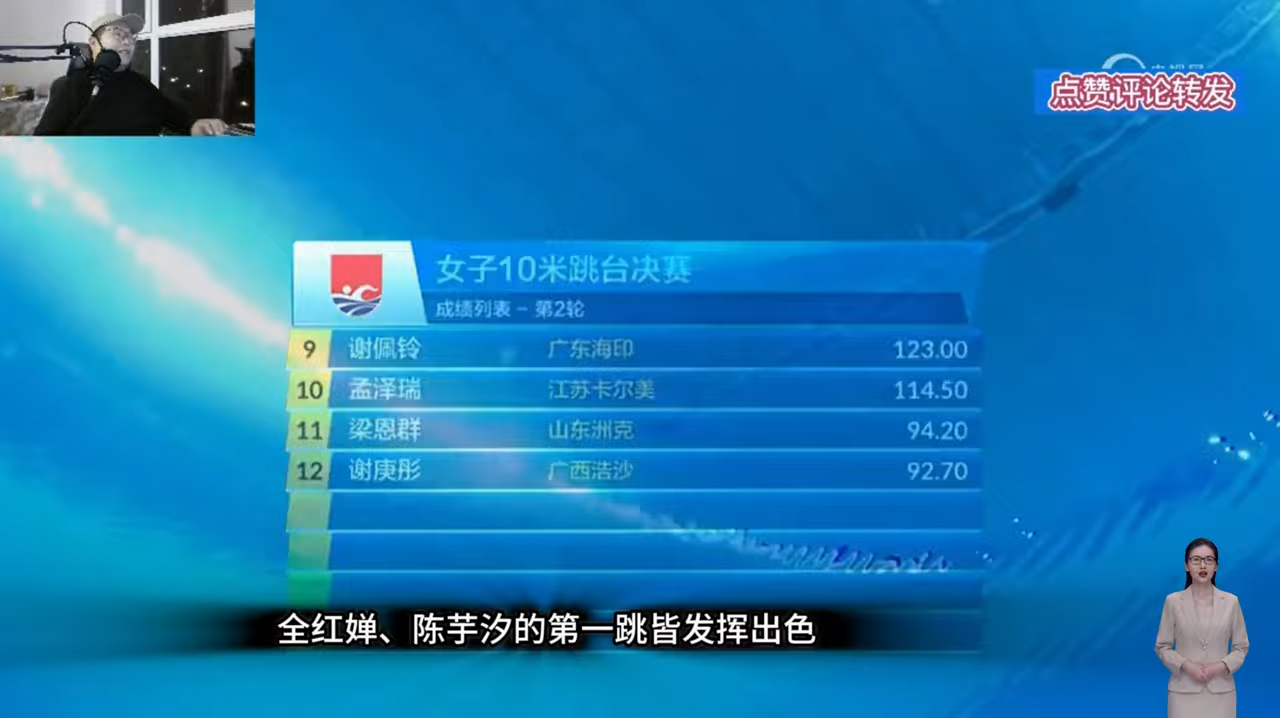 点赞评论转发
女子10米跳台决赛
成绩列表 - 第2轮
9 谢佩铃 广东海印 123.00
10 孟泽瑞 江苏卡尔美 114.50
11 梁恩群 山东洲克 94.20
12 谢庚彤 广西浩沙 92.70
全红婵、陈芋汐的第一跳皆发挥出色